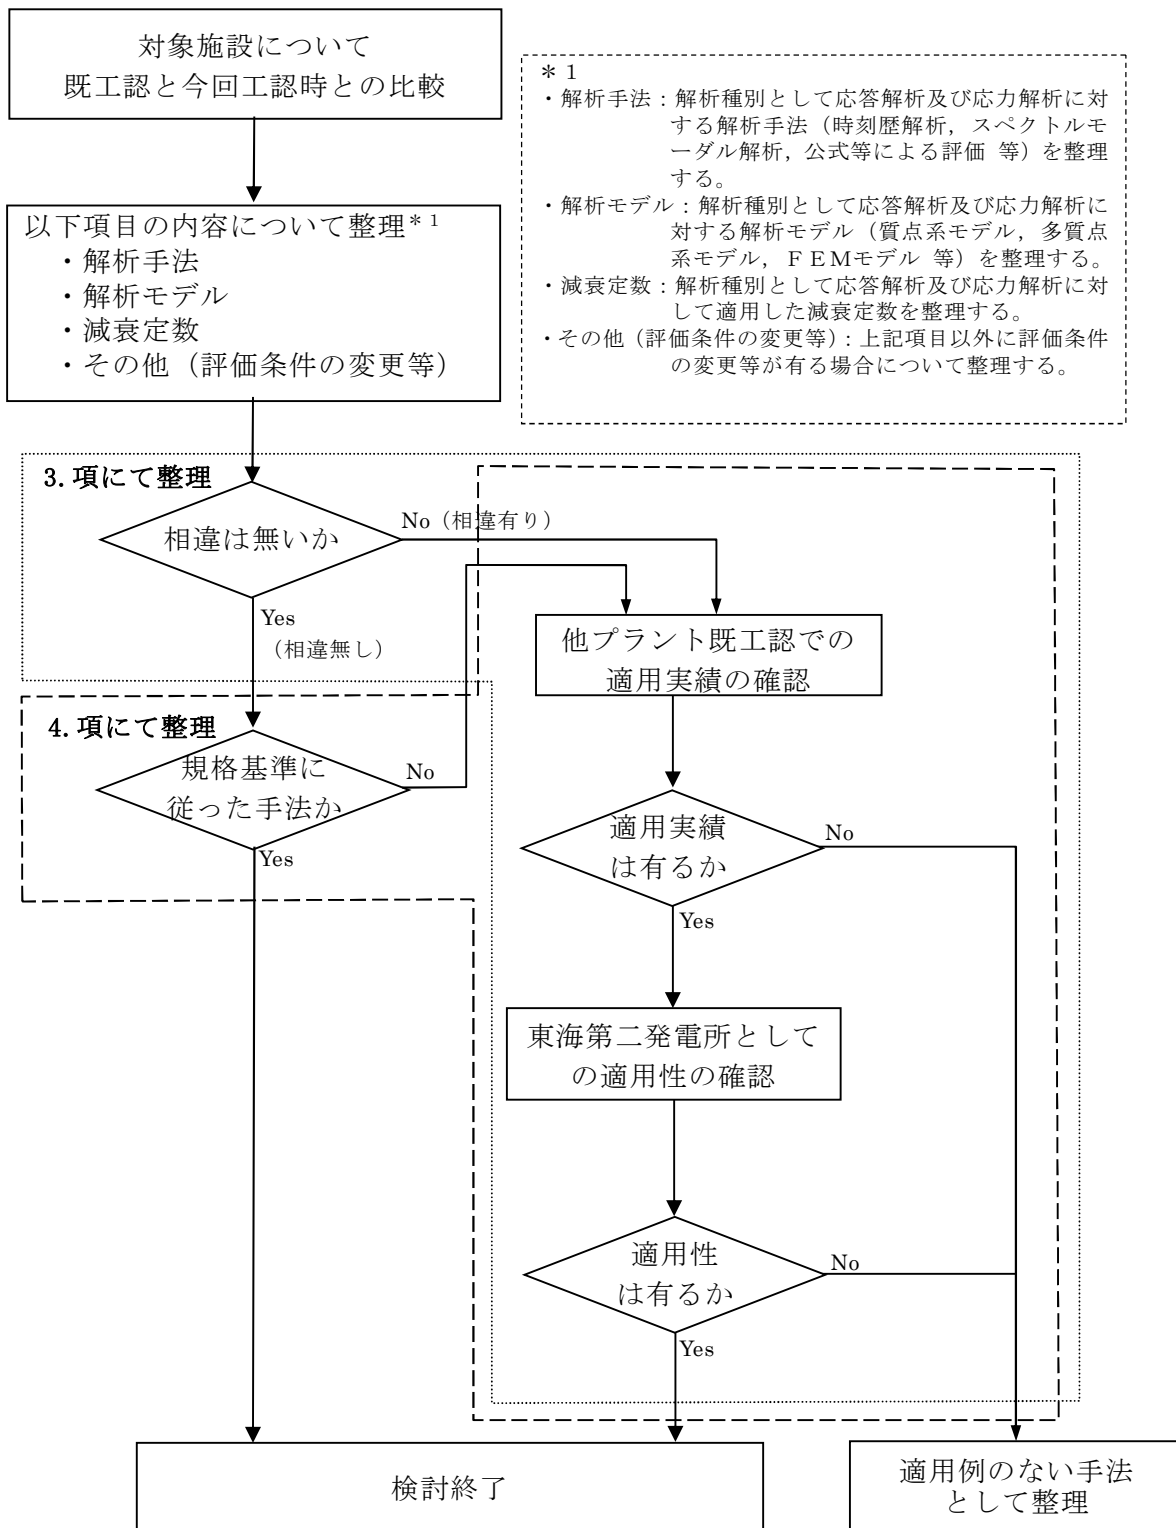 対象施設について
既工認と今回工認時との比較
＊1
・解析手法：解析種別として応答解析及び応力解析に対
する解析手法（時刻歴解析，スペクトルモ
ーダル解析，公式等による評価 等）を整理
する。
・解析モデル：解析種別として応答解析及び応力解析に
対する解析モデル（質点系モデル，多質点
系モデル，ＦＥＭモデル 等）を整理する。
・減衰定数：解析種別として応答解析及び応力解析に対
して適用した減衰定数を整理する。
・その他（評価条件の変更等）：上記項目以外に評価条件
の変更等が有る場合について整理する。
以下項目の内容について整理＊1
・解析手法
・解析モデル
・減衰定数
・その他（評価条件の変更等）
3.項にて整理
相違は無いか
No（相違有り）
Yes
（相違無し）
他プラント既工認での
適用実績の確認
4.項にて整理
規格基準に
従った手法か
No
Yes
適用実績
は有るか
No
Yes
東海第二発電所として
の適用性の確認
適用性
は有るか
No
Yes
検討終了
適用例のない手法
として整理